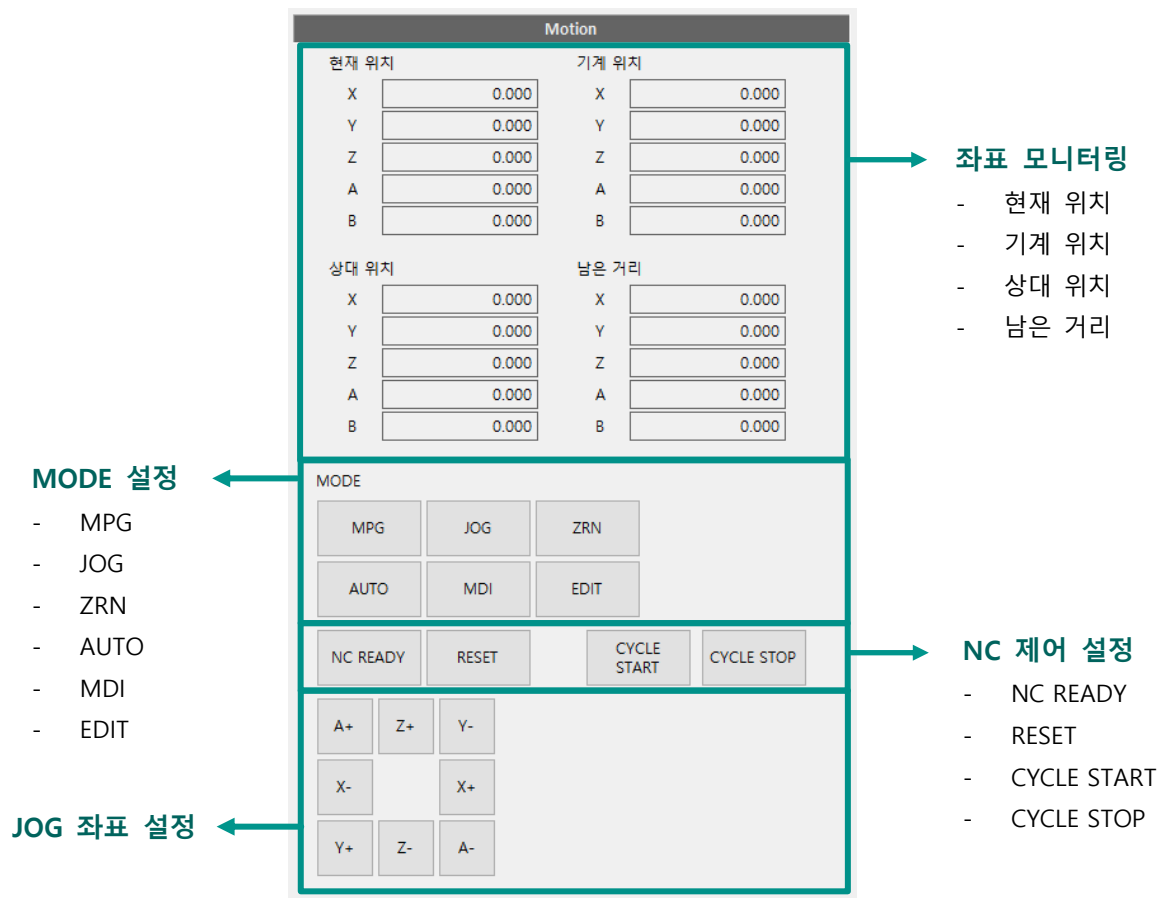 Motion
현재 위치 기계 위치
X 0.000 X 0.000
Y 0.000 Y 0.000
Z 0.000 Z 0.000
A 0.000 A 0.000
B 0.000 B 0.000
상대 위치 남은 거리
X 0.000 X 0.000
Y 0.000 Y 0.000
Z 0.000 Z 0.000
A 0.000 A 0.000
B 0.000 B 0.000
좌표 모니터링
- 현재 위치
- 기계 위치
- 상대 위치
- 남은 거리
MODE 설정
- MPG
- JOG
- ZRN
- AUTO
- MDI
- EDIT
MODE
MPG JOG ZRN
AUTO MDI EDIT
NC READY RESET CYCLE START CYCLE STOP
NC 제어 설정
- NC READY
- RESET
- CYCLE START
- CYCLE STOP
JOG 좌표 설정
A+ Z+ Y-
X- X+
Y+ Z- A-